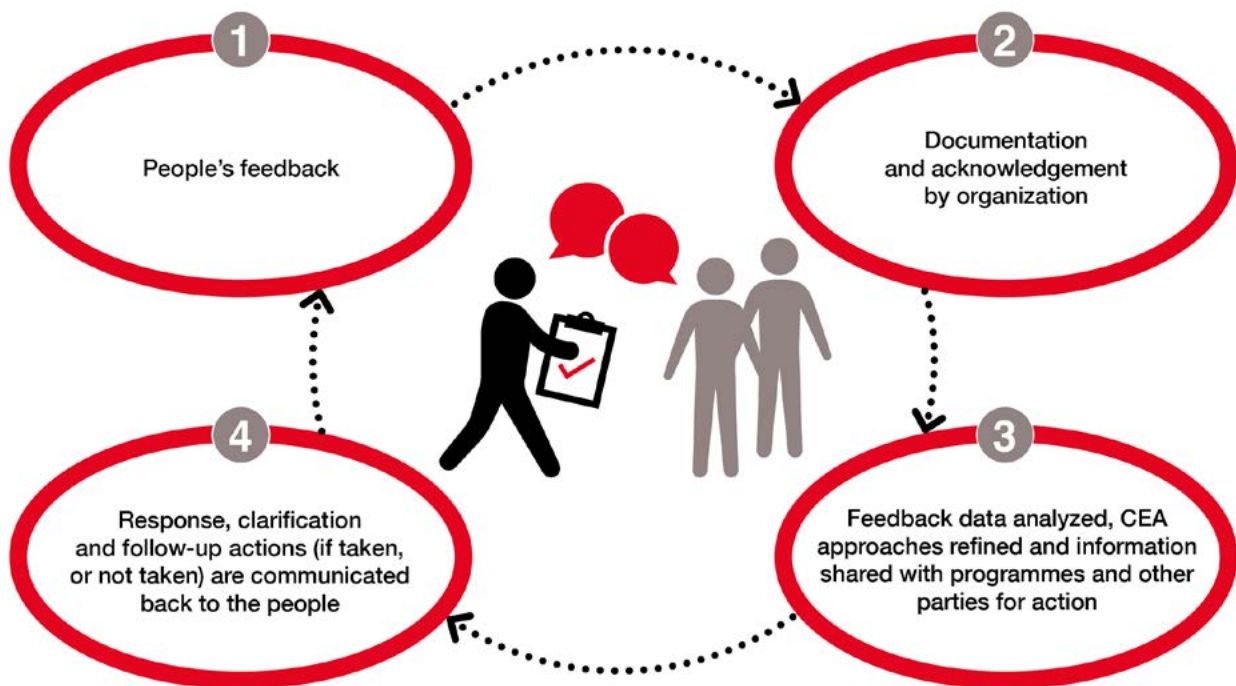 1
People’s feedback
2
Documentation
and acknowledgement
by organization
3
Feedback data analyzed, CEA
approaches refined and information
shared with programmes and other
parties for action
4
Response, clarification
and follow-up actions (if taken,
or not taken) are communicated
back to the people